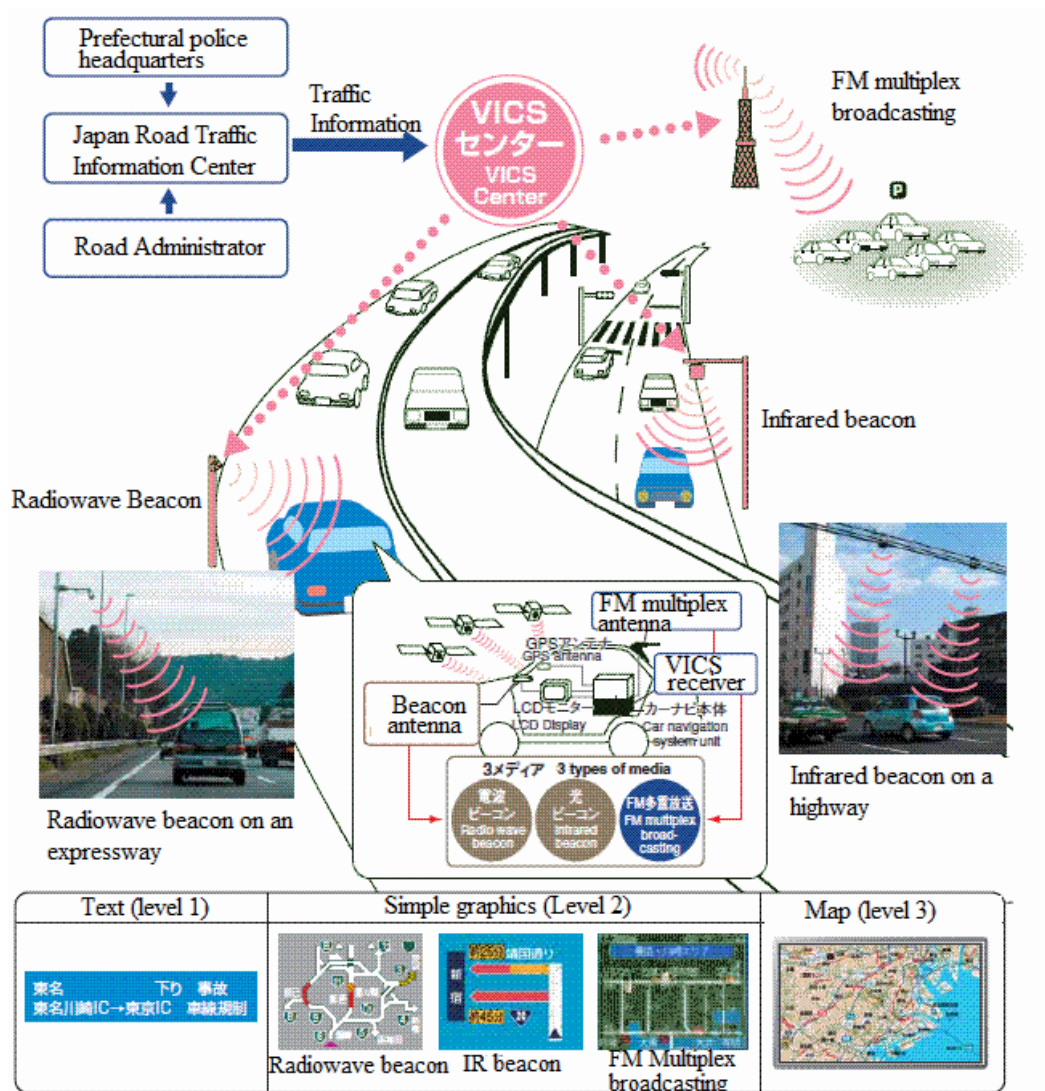 Prefectural police
headquarters
Japan Road Traffic
Information Center
Road Administrator
Traffic
Information
VICS
センター
VICS
Center
FM multiplex
broadcasting
P
Infrared beacon
Radiowave Beacon
Radiowave beacon on an
expressway
FM multiplex
antenna
GPSアンテナ
GPS antenna
VICS
receiver
Beacon
antenna
LCDモニター
LCD Display
カーナビ本体
Car navigation
system unit
3メディア 3 types of media
電波
ビーコン
Radio wave
beacon
光
ビーコン
Infrared
beacon
FM多重放送
FM multiplex
broad-
casting
Infrared beacon on a
highway
Text (level 1)
Simple graphics (Level 2)
Map (level 3)
東名 下り 事故
東名川崎IC→東京IC 車線規制
靖国通り
新宿
20
Radiowave beacon
IR beacon
FM Multiplex
broadcasting